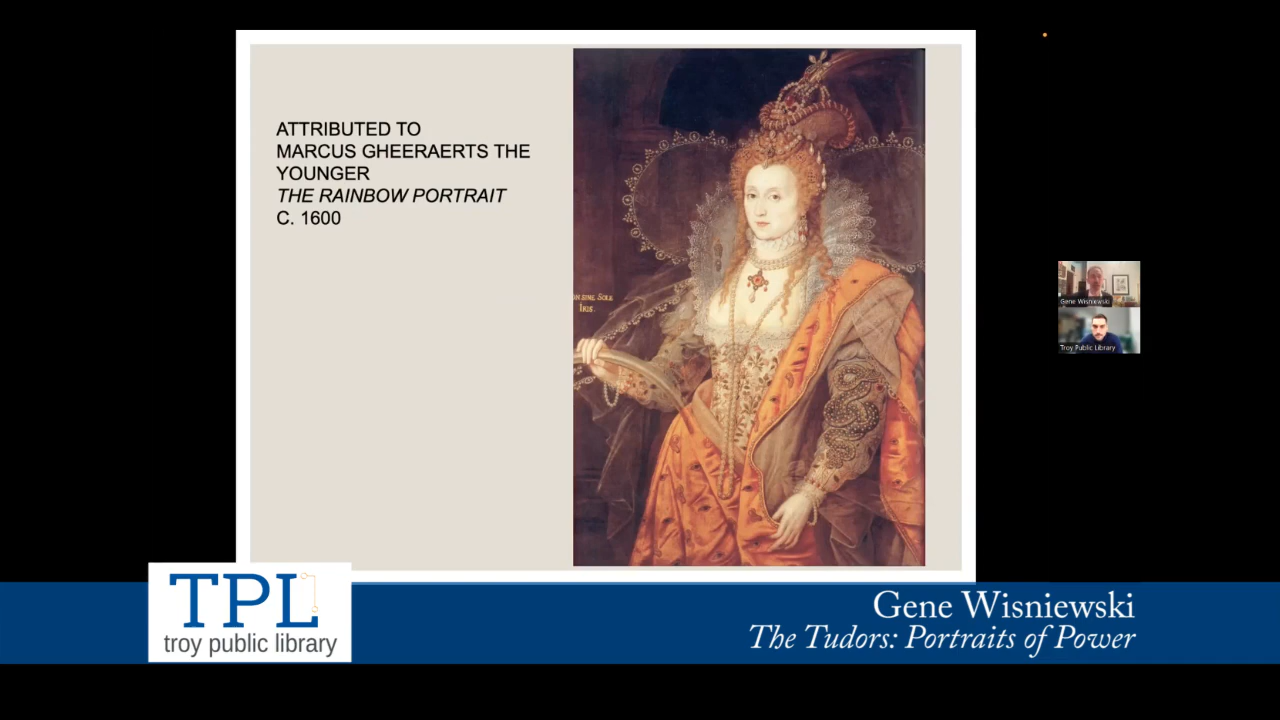 ATTRIBUTED TO
MARCUS GHEERAERTS THE
YOUNGER
THE RAINBOW PORTRAIT
C. 1600
SINE SOLE
IRIS.
Gene Wisniewski
Troy Public Library
TPL
troy public library
Gene Wisniewski
The Tudors: Portraits of Power